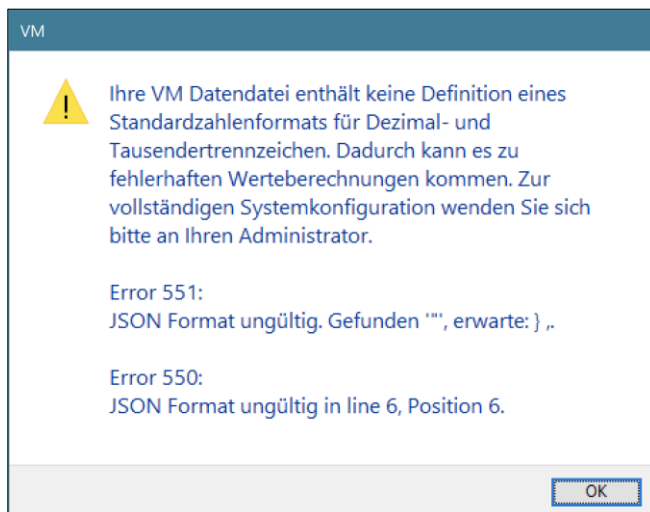 VM
Ihre VM Datendatei enthält keine Definition eines
Standardzahlenformats für Dezimal- und
Tausendertrennzeichen. Dadurch kann es zu
fehlerhaften Werteberechnungen kommen. Zur
vollständigen Systemkonfiguration wenden Sie sich
bitte an Ihren Administrator.
Error 551:
JSON Format ungültig. Gefunden '"', erwarte: } ,.
Error 550:
JSON Format ungültig in line 6, Position 6.
OK